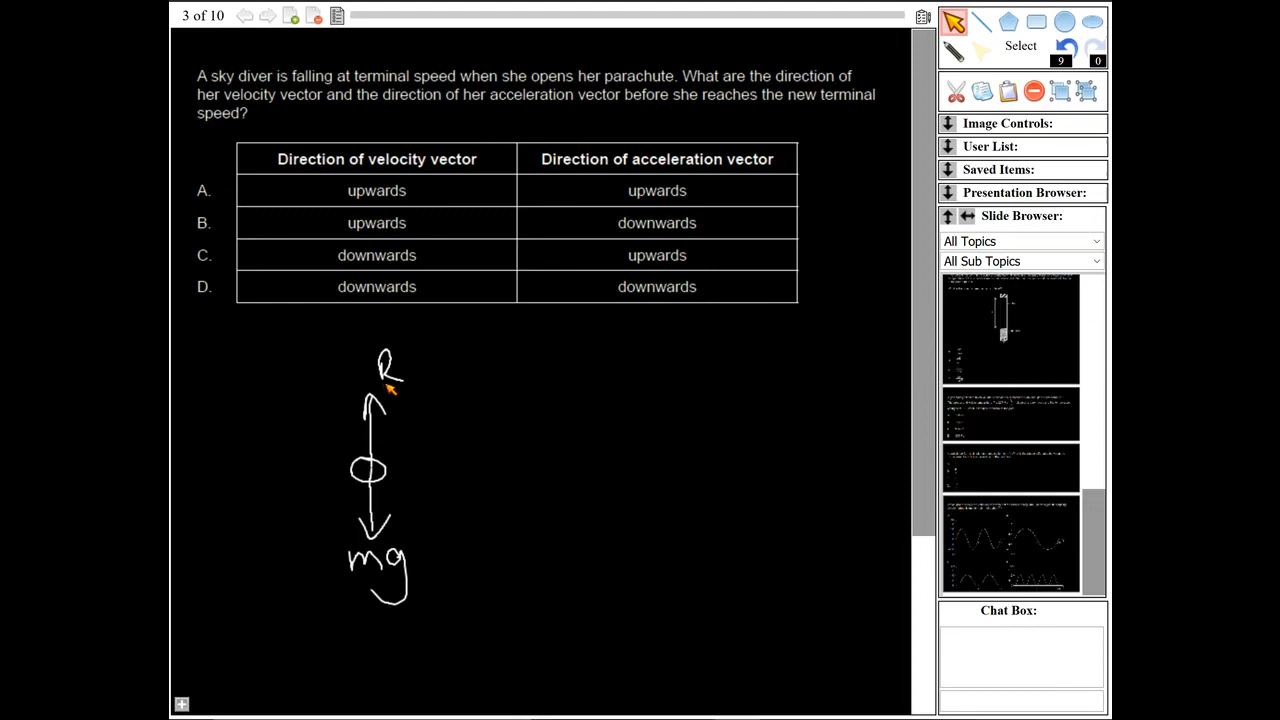 3 of 10
A sky diver is falling at terminal speed when she opens her parachute. What are the direction of
her velocity vector and the direction of her acceleration vector before she reaches the new terminal
speed?
Direction of velocity vector Direction of acceleration vector
A. upwards upwards
B. upwards downwards
C. downwards upwards
D. downwards downwards
R
mg
Select
9 0
Image Controls:
User List:
Saved Items:
Presentation Browser:
Slide Browser:
All Topics
All Sub Topics
Chat Box: